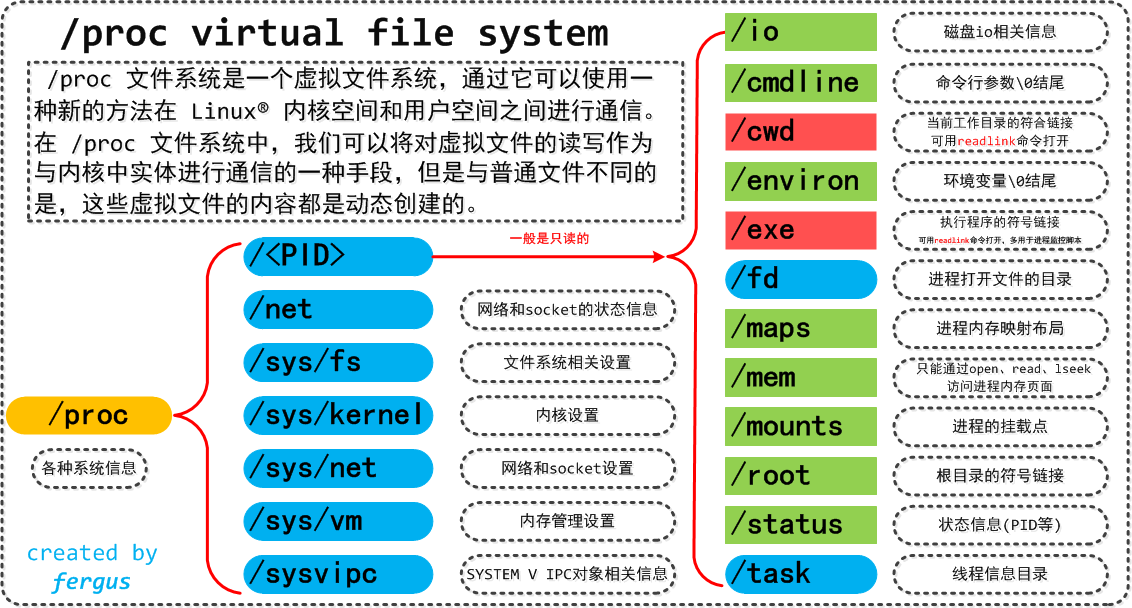 /proc virtual file system
/proc 文件系统是一个虚拟文件系统，通过它可以使用一
种新的方法在 Linux® 内核空间和用户空间之间进行通信。
在 /proc 文件系统中，我们可以将对虚拟文件的读写作为
与内核中实体进行通信的一种手段，但是与普通文件不同的
是，这些虚拟文件的内容都是动态创建的。
/proc
各种系统信息
created by
fergus
/<PID>
一般是只读的
/net
网络和socket的状态信息
/sys/fs
文件系统相关设置
/sys/kernel
内核设置
/sys/net
网络和socket设置
/sys/vm
内存管理设置
/sysvipc
SYSTEM V IPC对象相关信息
/io
磁盘io相关信息
/cmdline
命令行参数\0结尾
/cwd
当前工作目录的符合链接
可用readlink命令打开
/environ
环境变量\0结尾
/exe
执行程序的符号链接
可用readlink命令打开，多用于进程监控脚本
/fd
进程打开文件的目录
/maps
进程内存映射布局
/mem
只能通过open、read、lseek
访问进程内存页面
/mounts
进程的挂载点
/root
根目录的符号链接
/status
状态信息(PID等)
/task
线程信息目录